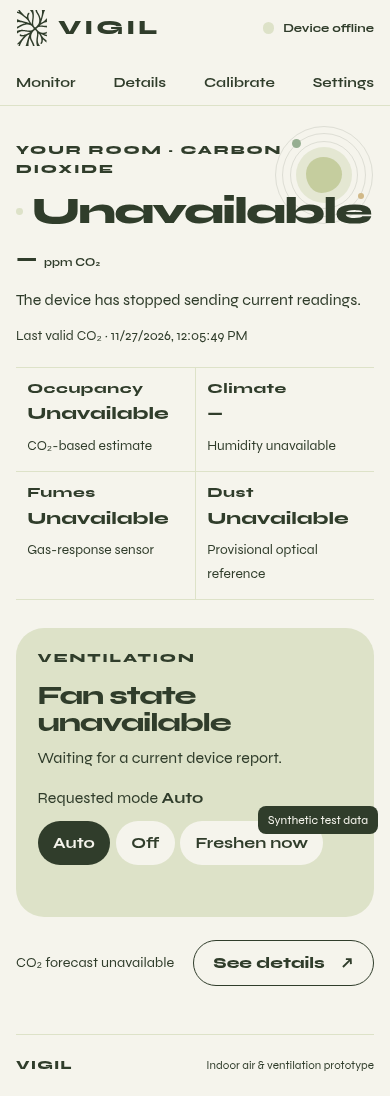 VIGIL
Device offline
Monitor Details Calibrate Settings
YOUR ROOM · CARBON
DIOXIDE
Unavailable
— ppm CO₂
The device has stopped sending current readings.
Last valid CO₂ · 11/27/2026, 12:05:49 PM
Occupancy
Unavailable
CO₂-based estimate
Climate
—
Humidity unavailable
Fumes
Unavailable
Gas-response sensor
Dust
Unavailable
Provisional optical
reference
VENTILATION
Fan state
unavailable
Waiting for a current device report.
Requested mode Auto
Synthetic test data
Auto Off Freshen now
CO₂ forecast unavailable
See details ↗
VIGIL
Indoor air & ventilation prototype